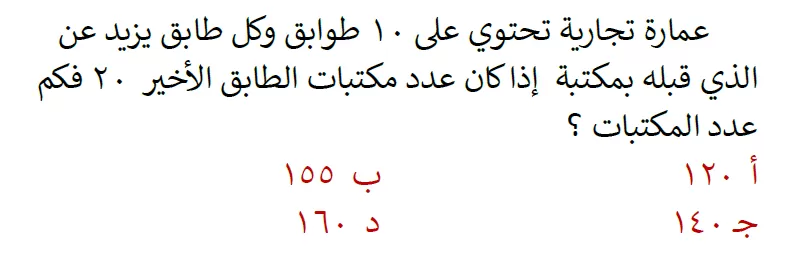 عمارة تجارية تحتوي على ١٠ طوابق وكل طابق يزيد عن
الذي قبله بمكتبة إذا كان عدد مكتبات الطابق الأخير ٢٠ فكم
عدد المكتبات ؟
أ ١٢٠ ب ١٥٥
جـ ١٤٠ د ١٦٠